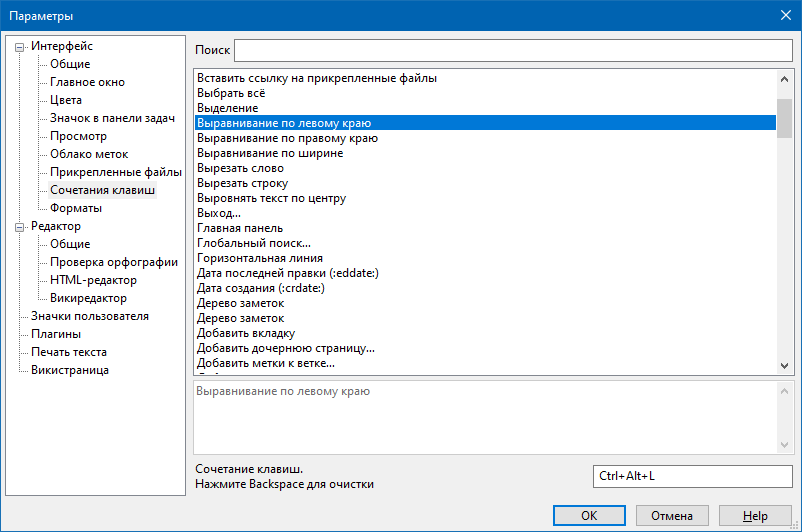 Параметры
Интерфейс
Общие
Главное окно
Цвета
Значок в панели задач
Просмотр
Облако меток
Прикрепленные файлы
Сочетания клавиш
Форматы
Редактор
Общие
Проверка орфографии
HTML-редактор
Викиредактор
Значки пользователя
Плагины
Печать текста
Викистраница
Поиск
Вставить ссылку на прикрепленные файлы
Выбрать всё
Выделение
Выравнивание по левому краю
Выравнивание по правому краю
Выравнивание по ширине
Вырезать слово
Вырезать строку
Выровнять текст по центру
Выход...
Главная панель
Глобальный поиск...
Горизонтальная линия
Дата последней правки (:eddate:)
Дата создания (:crdate:)
Дерево заметок
Дерево заметок
Добавить вкладку
Добавить дочернюю страницу...
Добавить метки к ветке...
Выравнивание по левому краю
Сочетание клавиш.
Нажмите Backspace для очистки
Ctrl+Alt+L
OK
Отмена
Help